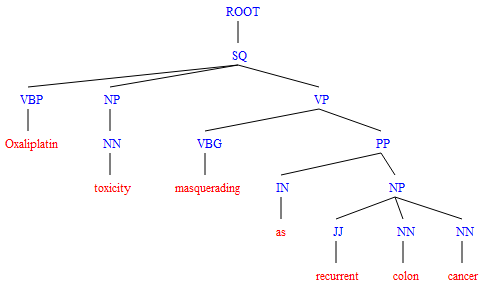 ROOT
SQ
VBP NP VP
Oxaliplatin NN VBG PP
toxicity masquerading IN NP
as JJ NN NN
recurrent colon cancer